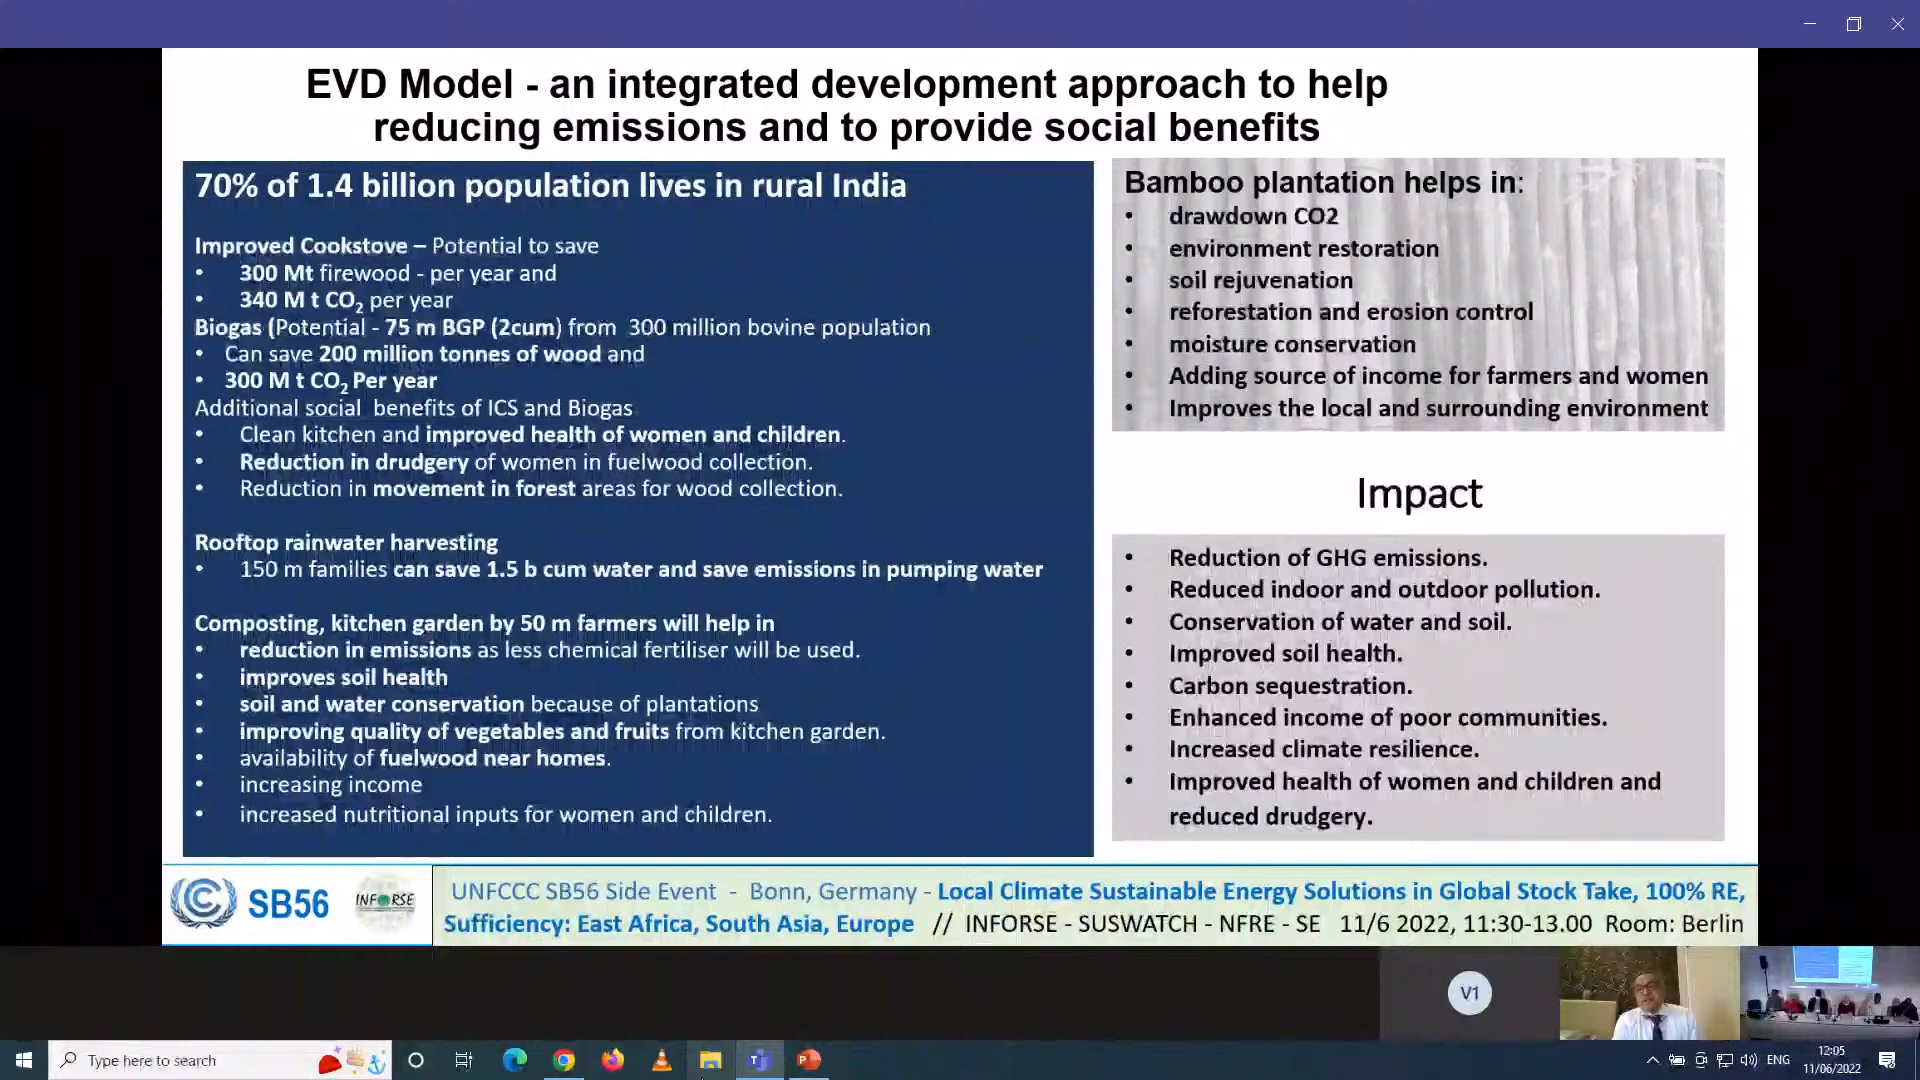 EVD Model - an integrated development approach to help
reducing emissions and to provide social benefits
70% of 1.4 billion population lives in rural India
Improved Cookstove – Potential to save
• 300 Mt firewood - per year and
• 340 M t CO2 per year
Biogas (Potential - 75 m BGP (2cum) from 300 million bovine population
• Can save 200 million tonnes of wood and
• 300 M t CO2 Per year
Additional social benefits of ICS and Biogas
• Clean kitchen and improved health of women and children.
• Reduction in drudgery of women in fuelwood collection.
• Reduction in movement in forest areas for wood collection.
Rooftop rainwater harvesting
• 150 m families can save 1.5 b cum water and save emissions in pumping water
Composting, kitchen garden by 50 m farmers will help in
• reduction in emissions as less chemical fertiliser will be used.
• improves soil health
• soil and water conservation because of plantations
• improving quality of vegetables and fruits from kitchen garden.
• availability of fuelwood near homes.
• increasing income
• increased nutritional inputs for women and children.
Bamboo plantation helps in:
• drawdown CO2
• environment restoration
• soil rejuvenation
• reforestation and erosion control
• moisture conservation
• Adding source of income for farmers and women
• Improves the local and surrounding environment
Impact
• Reduction of GHG emissions.
• Reduced indoor and outdoor pollution.
• Conservation of water and soil.
• Improved soil health.
• Carbon sequestration.
• Enhanced income of poor communities.
• Increased climate resilience.
• Improved health of women and children and
reduced drudgery.
SB56
INFORSE
UNFCCC SB56 Side Event - Bonn, Germany - Local Climate Sustainable Energy Solutions in Global Stock Take, 100% RE,
Sufficiency: East Africa, South Asia, Europe // INFORSE - SUSWATCH - NFRE - SE 11/6 2022, 11:30-13.00 Room: Berlin
V1
Type here to search
ENG
12:05
11/06/2022